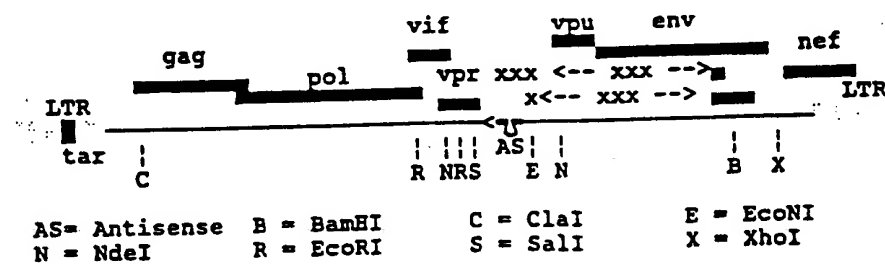 vif vpu env
gag nef
pol vpr xxx <-- xxx -->
LTR x<-- xxx --> LTR
tar < AS
C R NRS E N B X
AS= Antisense B = BamHI C = ClaI E = EcoNI
N = NdeI R = EcoRI S = SalI X = XhoI